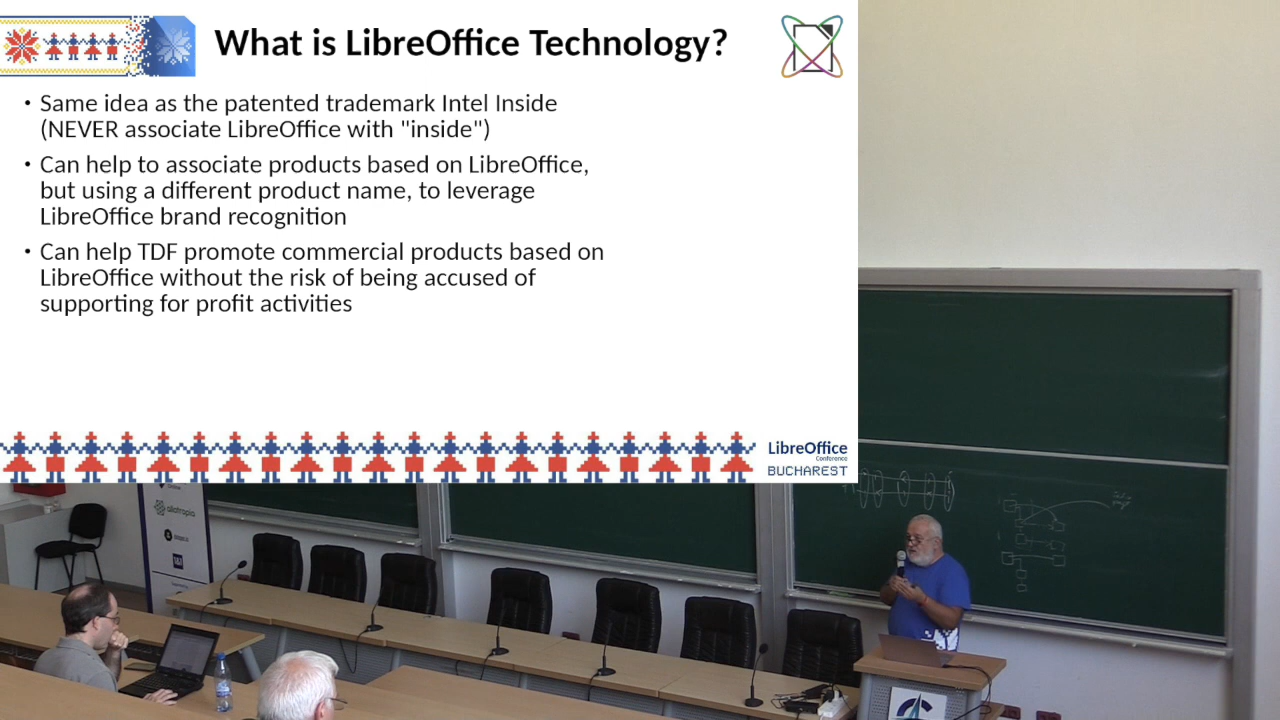 What is LibreOffice Technology?
• Same idea as the patented trademark Intel Inside
(NEVER associate LibreOffice with "inside")
• Can help to associate products based on LibreOffice,
but using a different product name, to leverage
LibreOffice brand recognition
• Can help TDF promote commercial products based on
LibreOffice without the risk of being accused of
supporting for profit activities
LibreOffice
Conference
BUCHAREST
allotropia